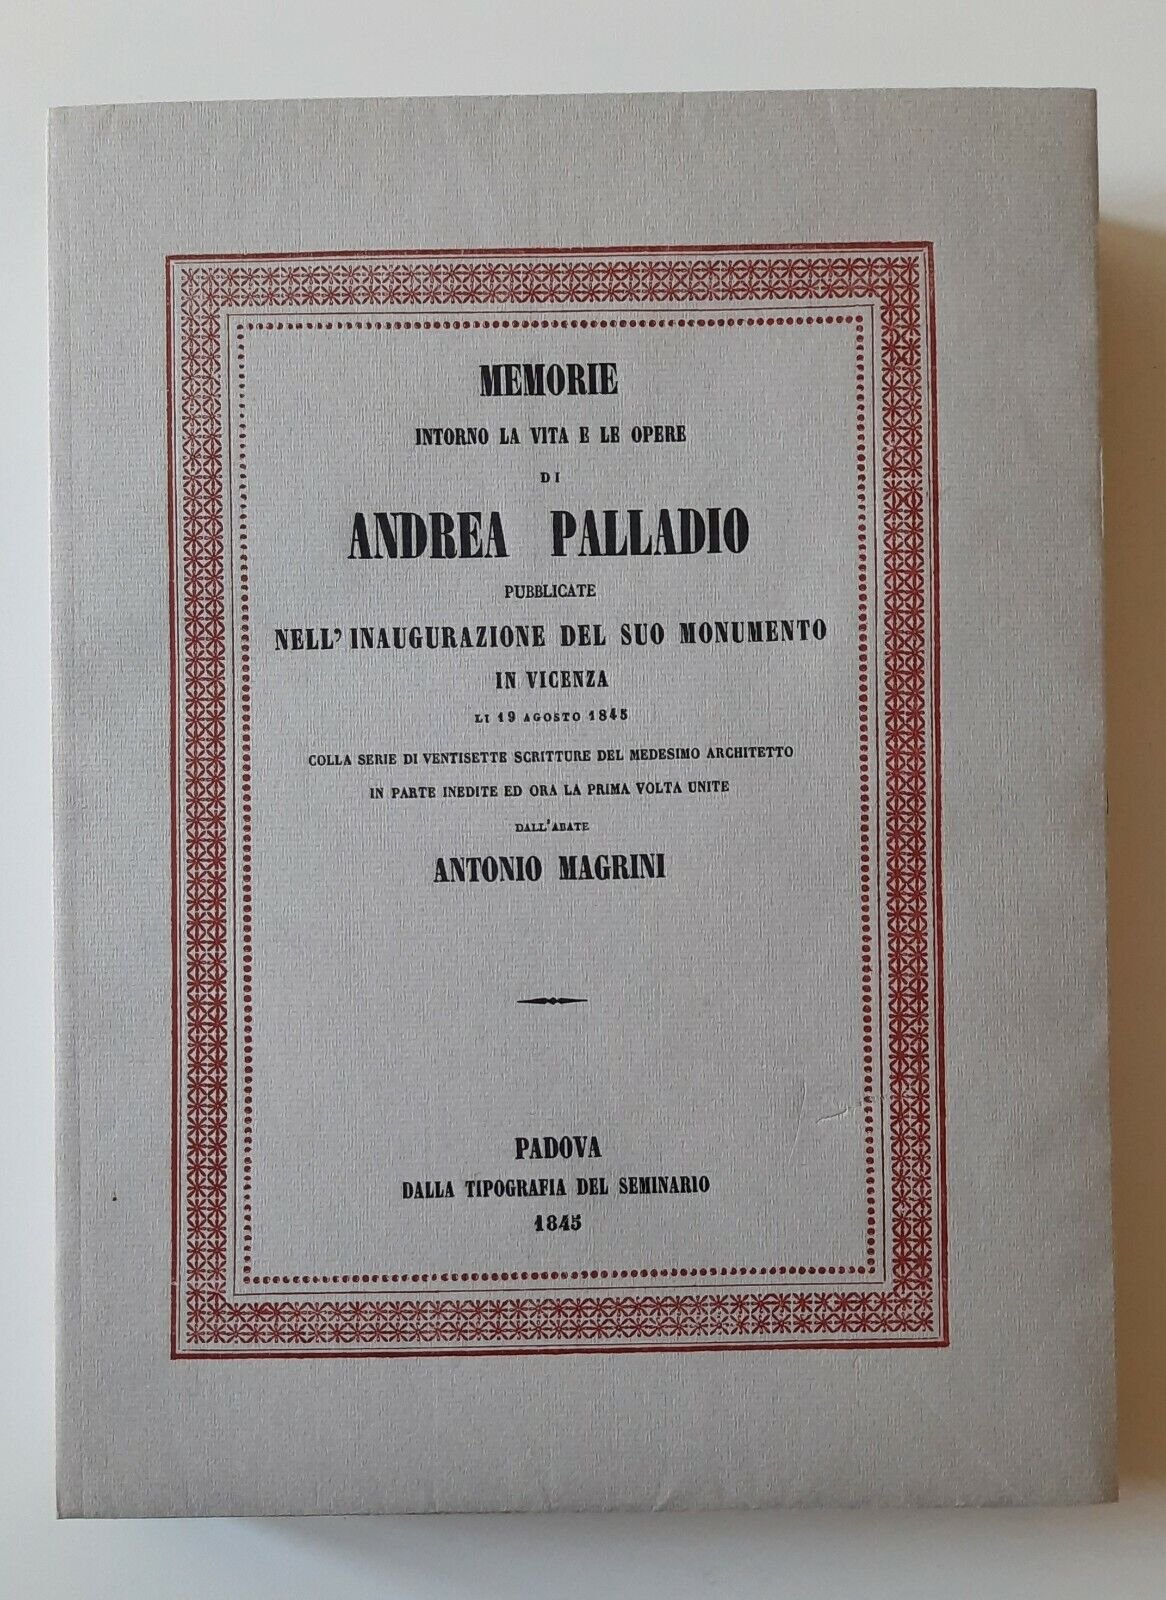 MEMORIE
INTORNO LA VITA E LE OPERE
DI
ANDREA PALLADIO
PUBBLICATE
NELL' INAUGURAZIONE DEL SUO MONUMENTO
IN VICENZA
LI 19 AGOSTO 1845
COLLA SERIE DI VENTISETTE SCRITTURE DEL MEDESIMO ARCHITETTO
IN PARTE INEDITE ED ORA LA PRIMA VOLTA UNITE
DALL'ABATE
ANTONIO MAGRINI
PADOVA
DALLA TIPOGRAFIA DEL SEMINARIO
1845